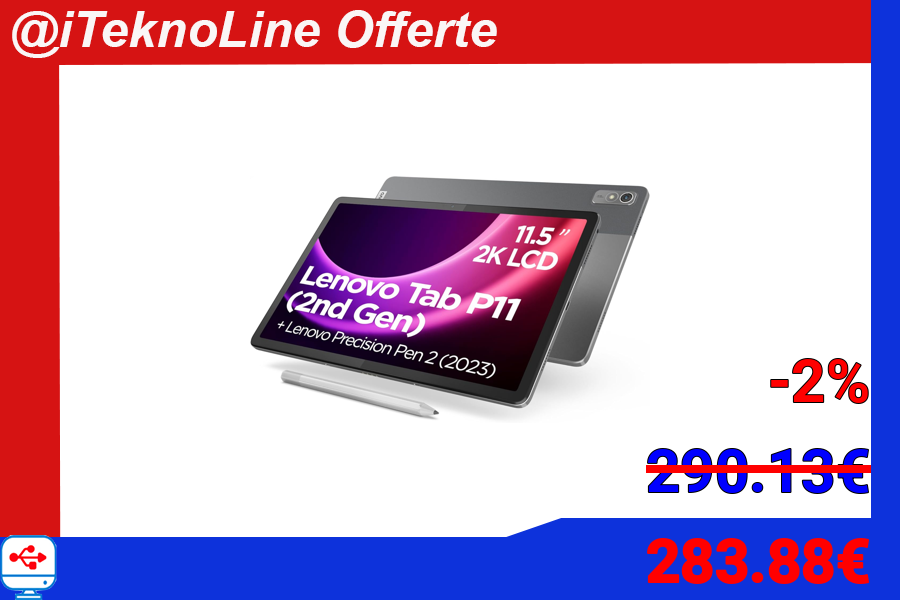 @iTeknoLine Offerte
11.5”
2K LCD
Lenovo Tab P11
(2nd Gen)
+ Lenovo Precision Pen 2 (2023)
-2%
290.13€
283.88€